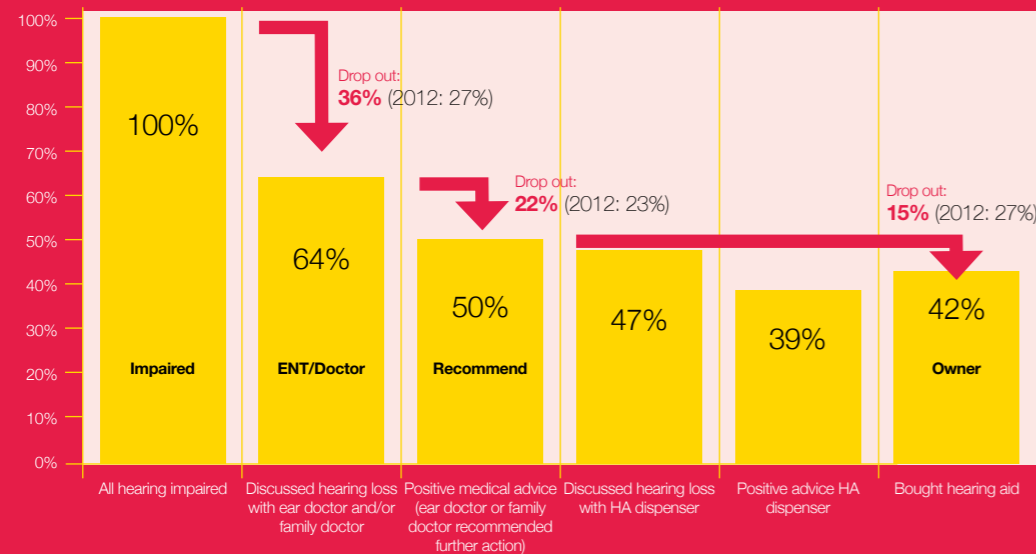 100%
90%
80%
70%
60%
50%
40%
30%
20%
10%
0%
Drop out:
36% (2012: 27%)
Drop out:
22% (2012: 23%)
Drop out:
15% (2012: 27%)
100%
64%
50%
47%
39%
42%
Impaired
ENT/Doctor
Recommend
Owner
All hearing impaired
Discussed hearing loss
with ear doctor and/or
family doctor
Positive medical advice
(ear doctor or family
doctor recommended
further action)
Discussed hearing loss
with HA dispenser
Positive advice HA
dispenser
Bought hearing aid